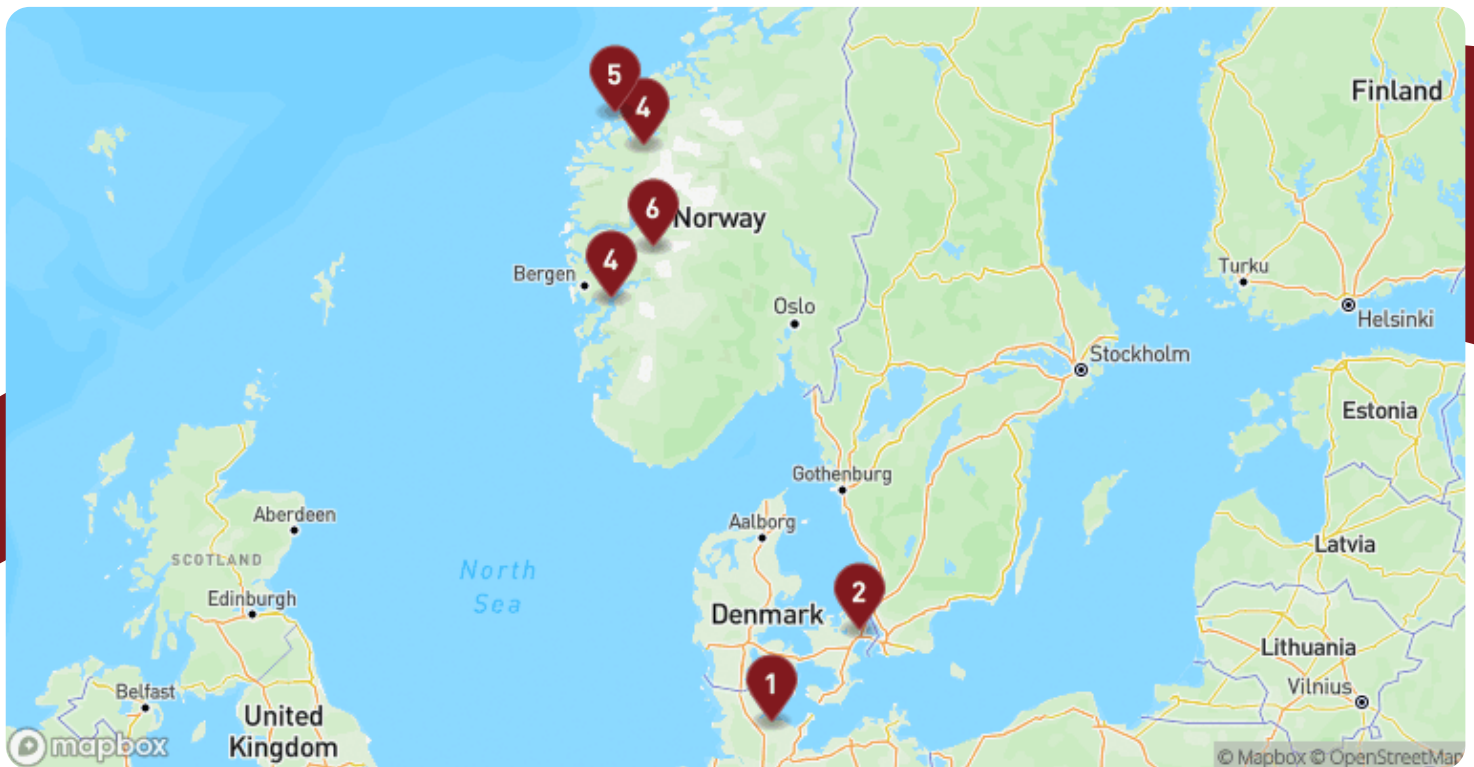 5
4
Finland
6
Norway
4
Bergen
Turku
Oslo
Helsinki
Stockholm
Estonia
Gothenburg
Aberdeen
Aalborg
SCOTLAND
Latvia
North
Sea
Edinburgh
2
Denmark
Lithuania
1
Vilnius
Belfast
United
Kingdom
mapbox
© Mapbox © OpenStreetMap